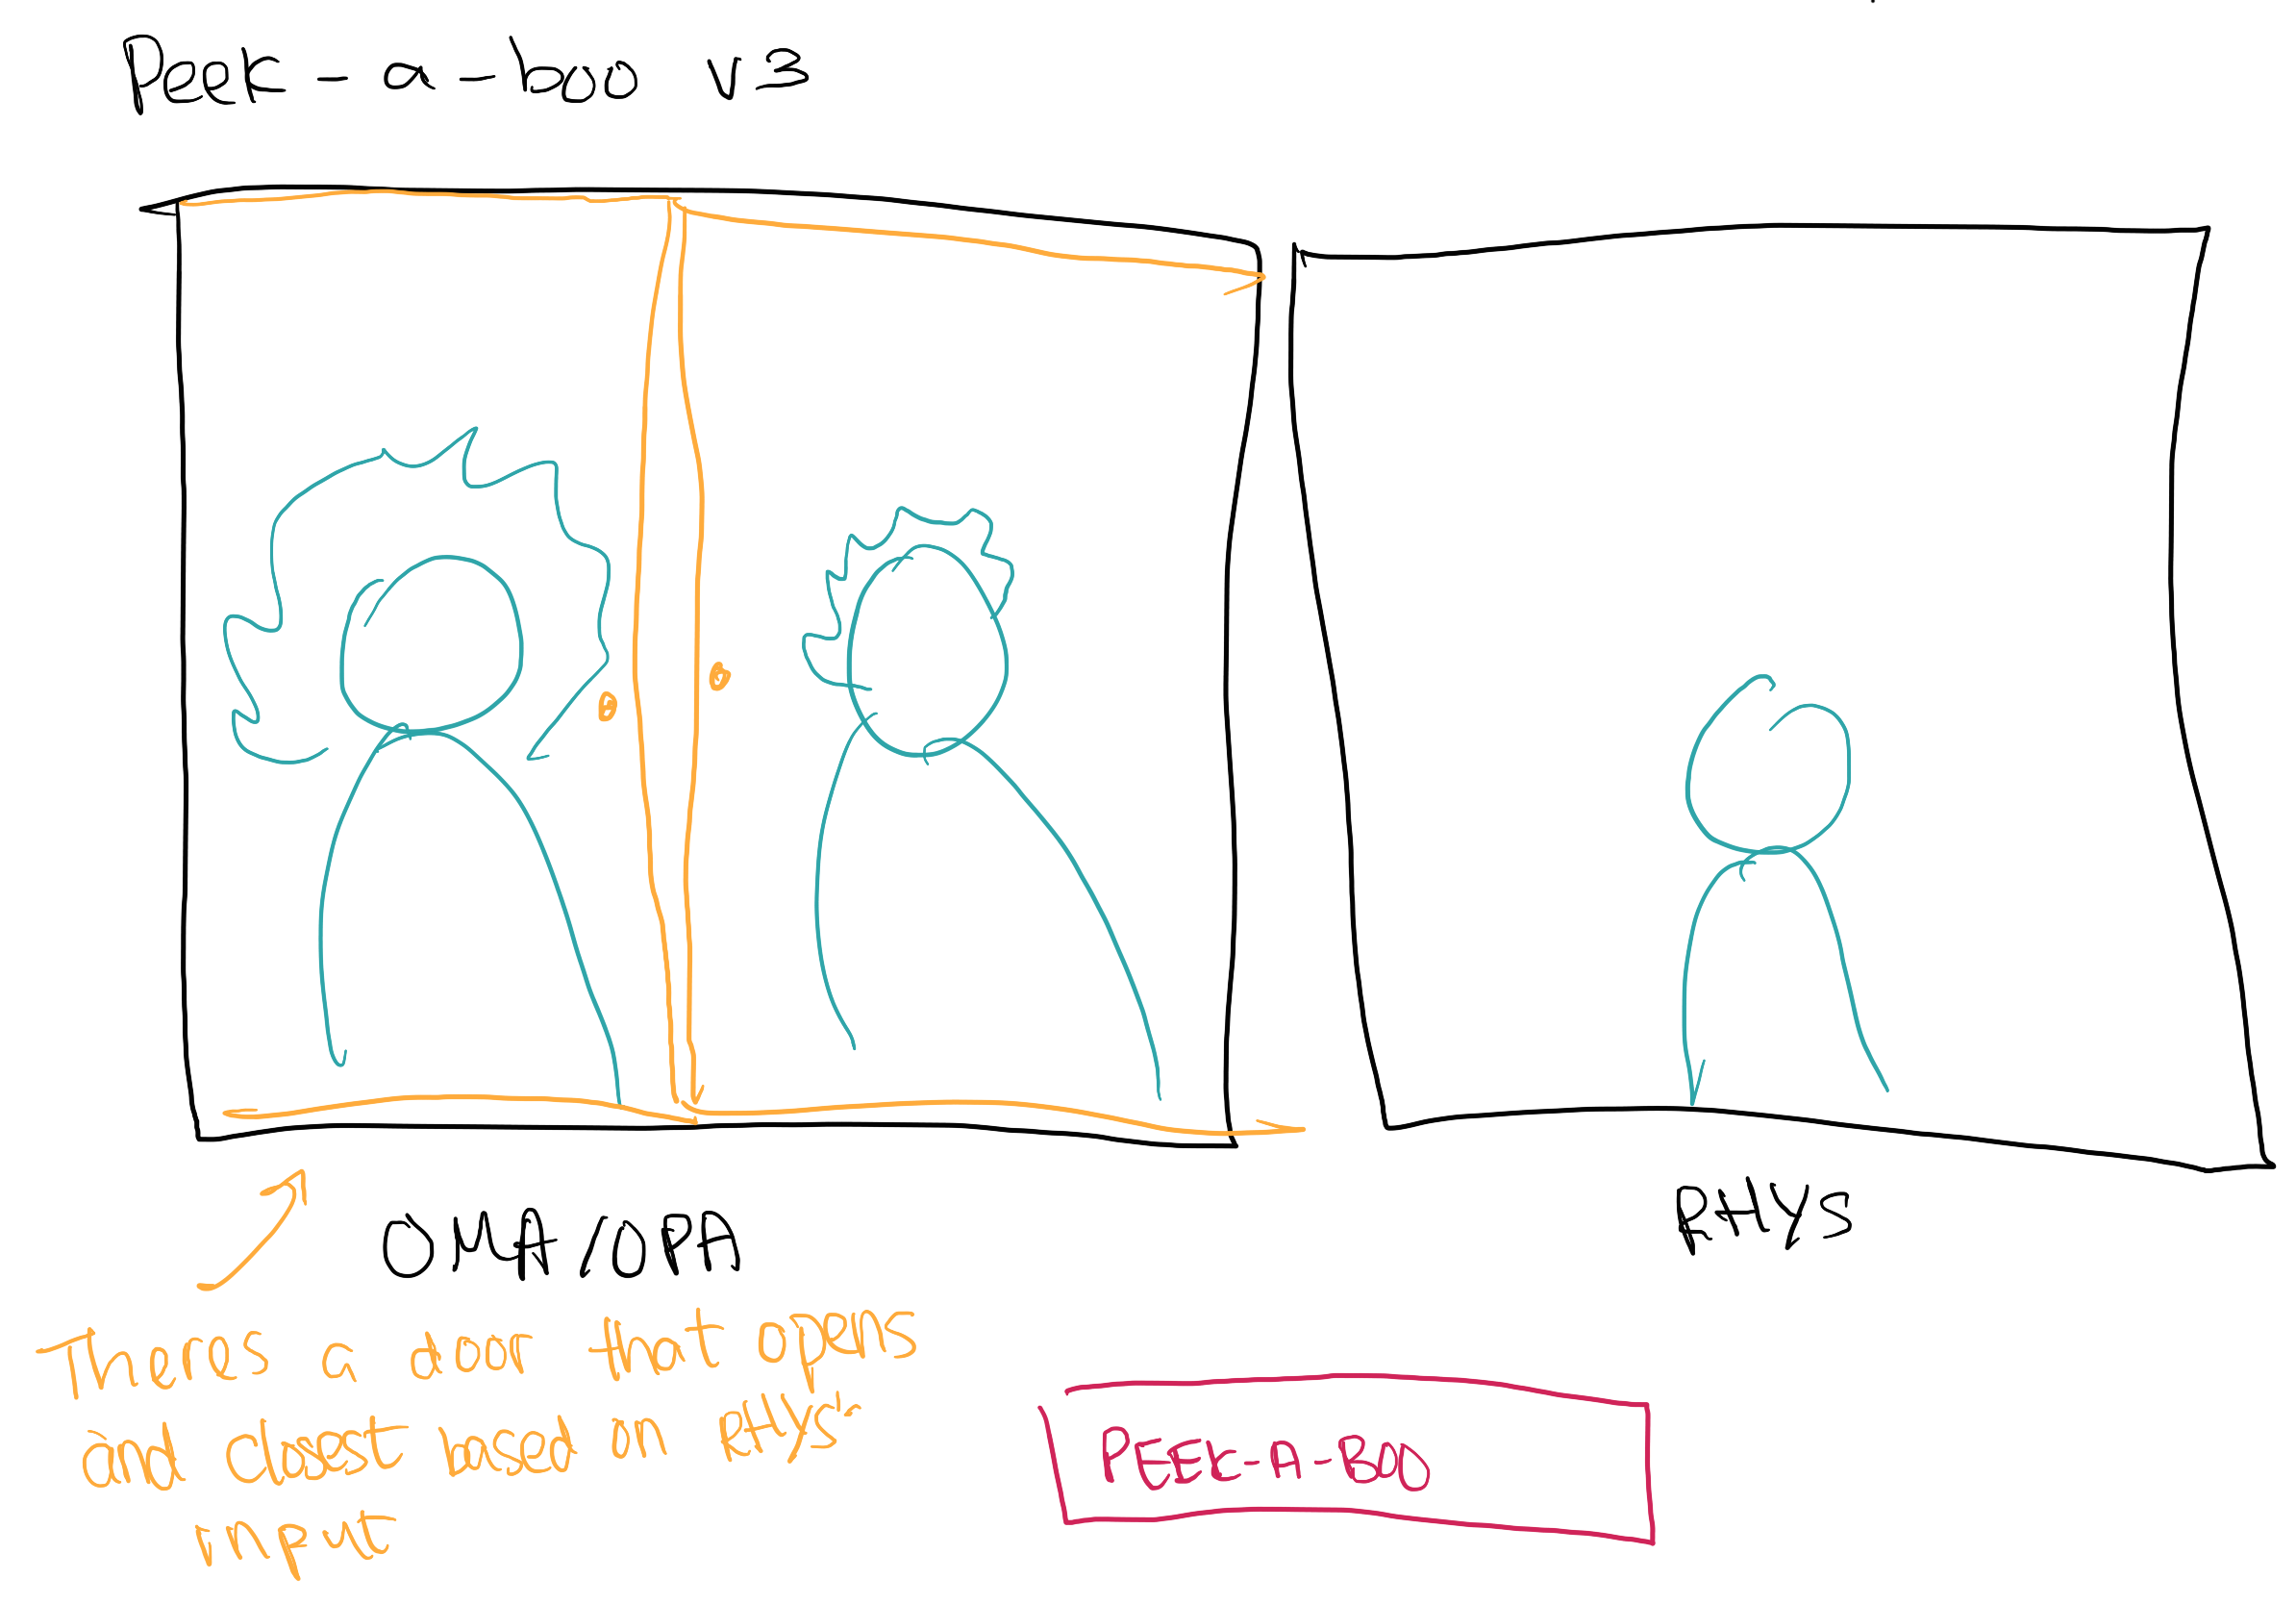 Peek-a-boo v3
OMA/OPA
RHYS
Theres a door that opens
and closest based on RHYS's
input
PEEK-A-BOO